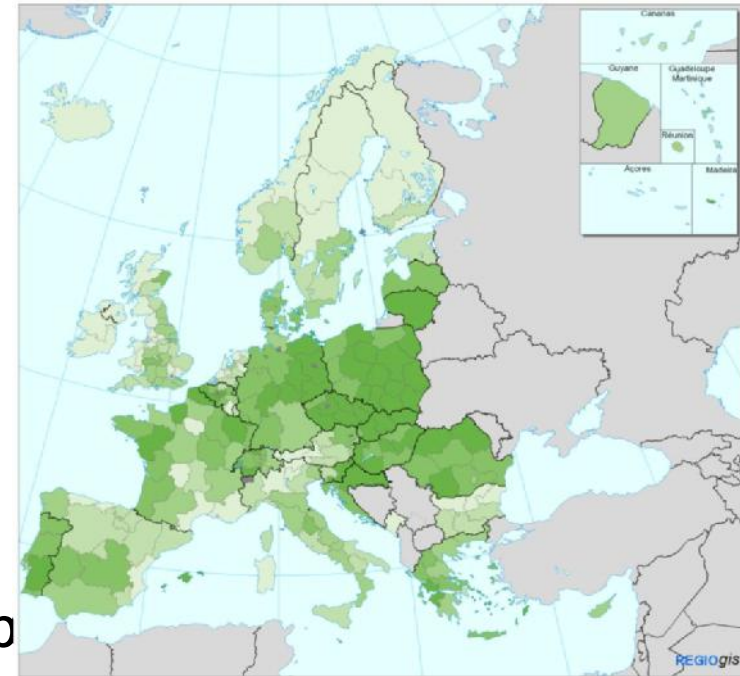 Canarias
Guyane
Guadeloupe
Martinique
Réunion
Açores
Madeira
REGIOgis